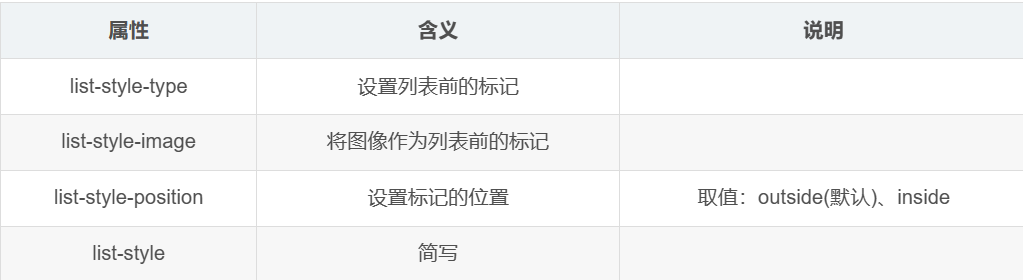 属性 含义 说明
list-style-type 设置列表前的标记
list-style-image 将图像作为列表前的标记
list-style-position 设置标记的位置 取值：outside(默认)、inside
list-style 简写